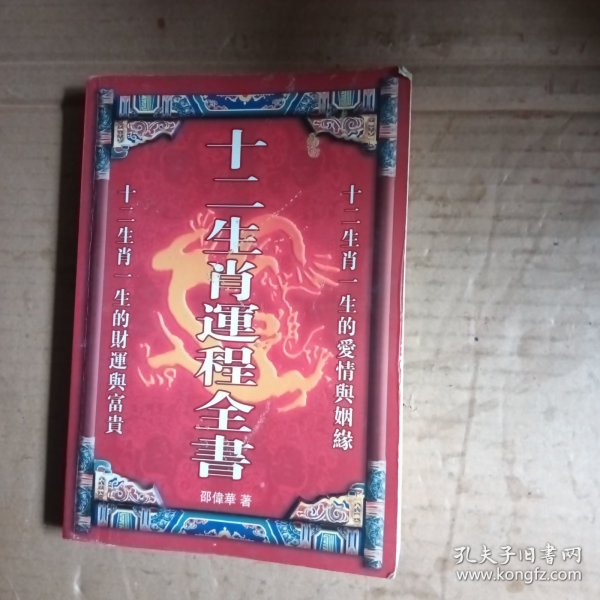 十二生肖一生的愛情與姻緣
十二生肖運程全書
十二生肖一生的財運與富貴
邵偉華 著
孔夫子旧书网
www.kongfz.com